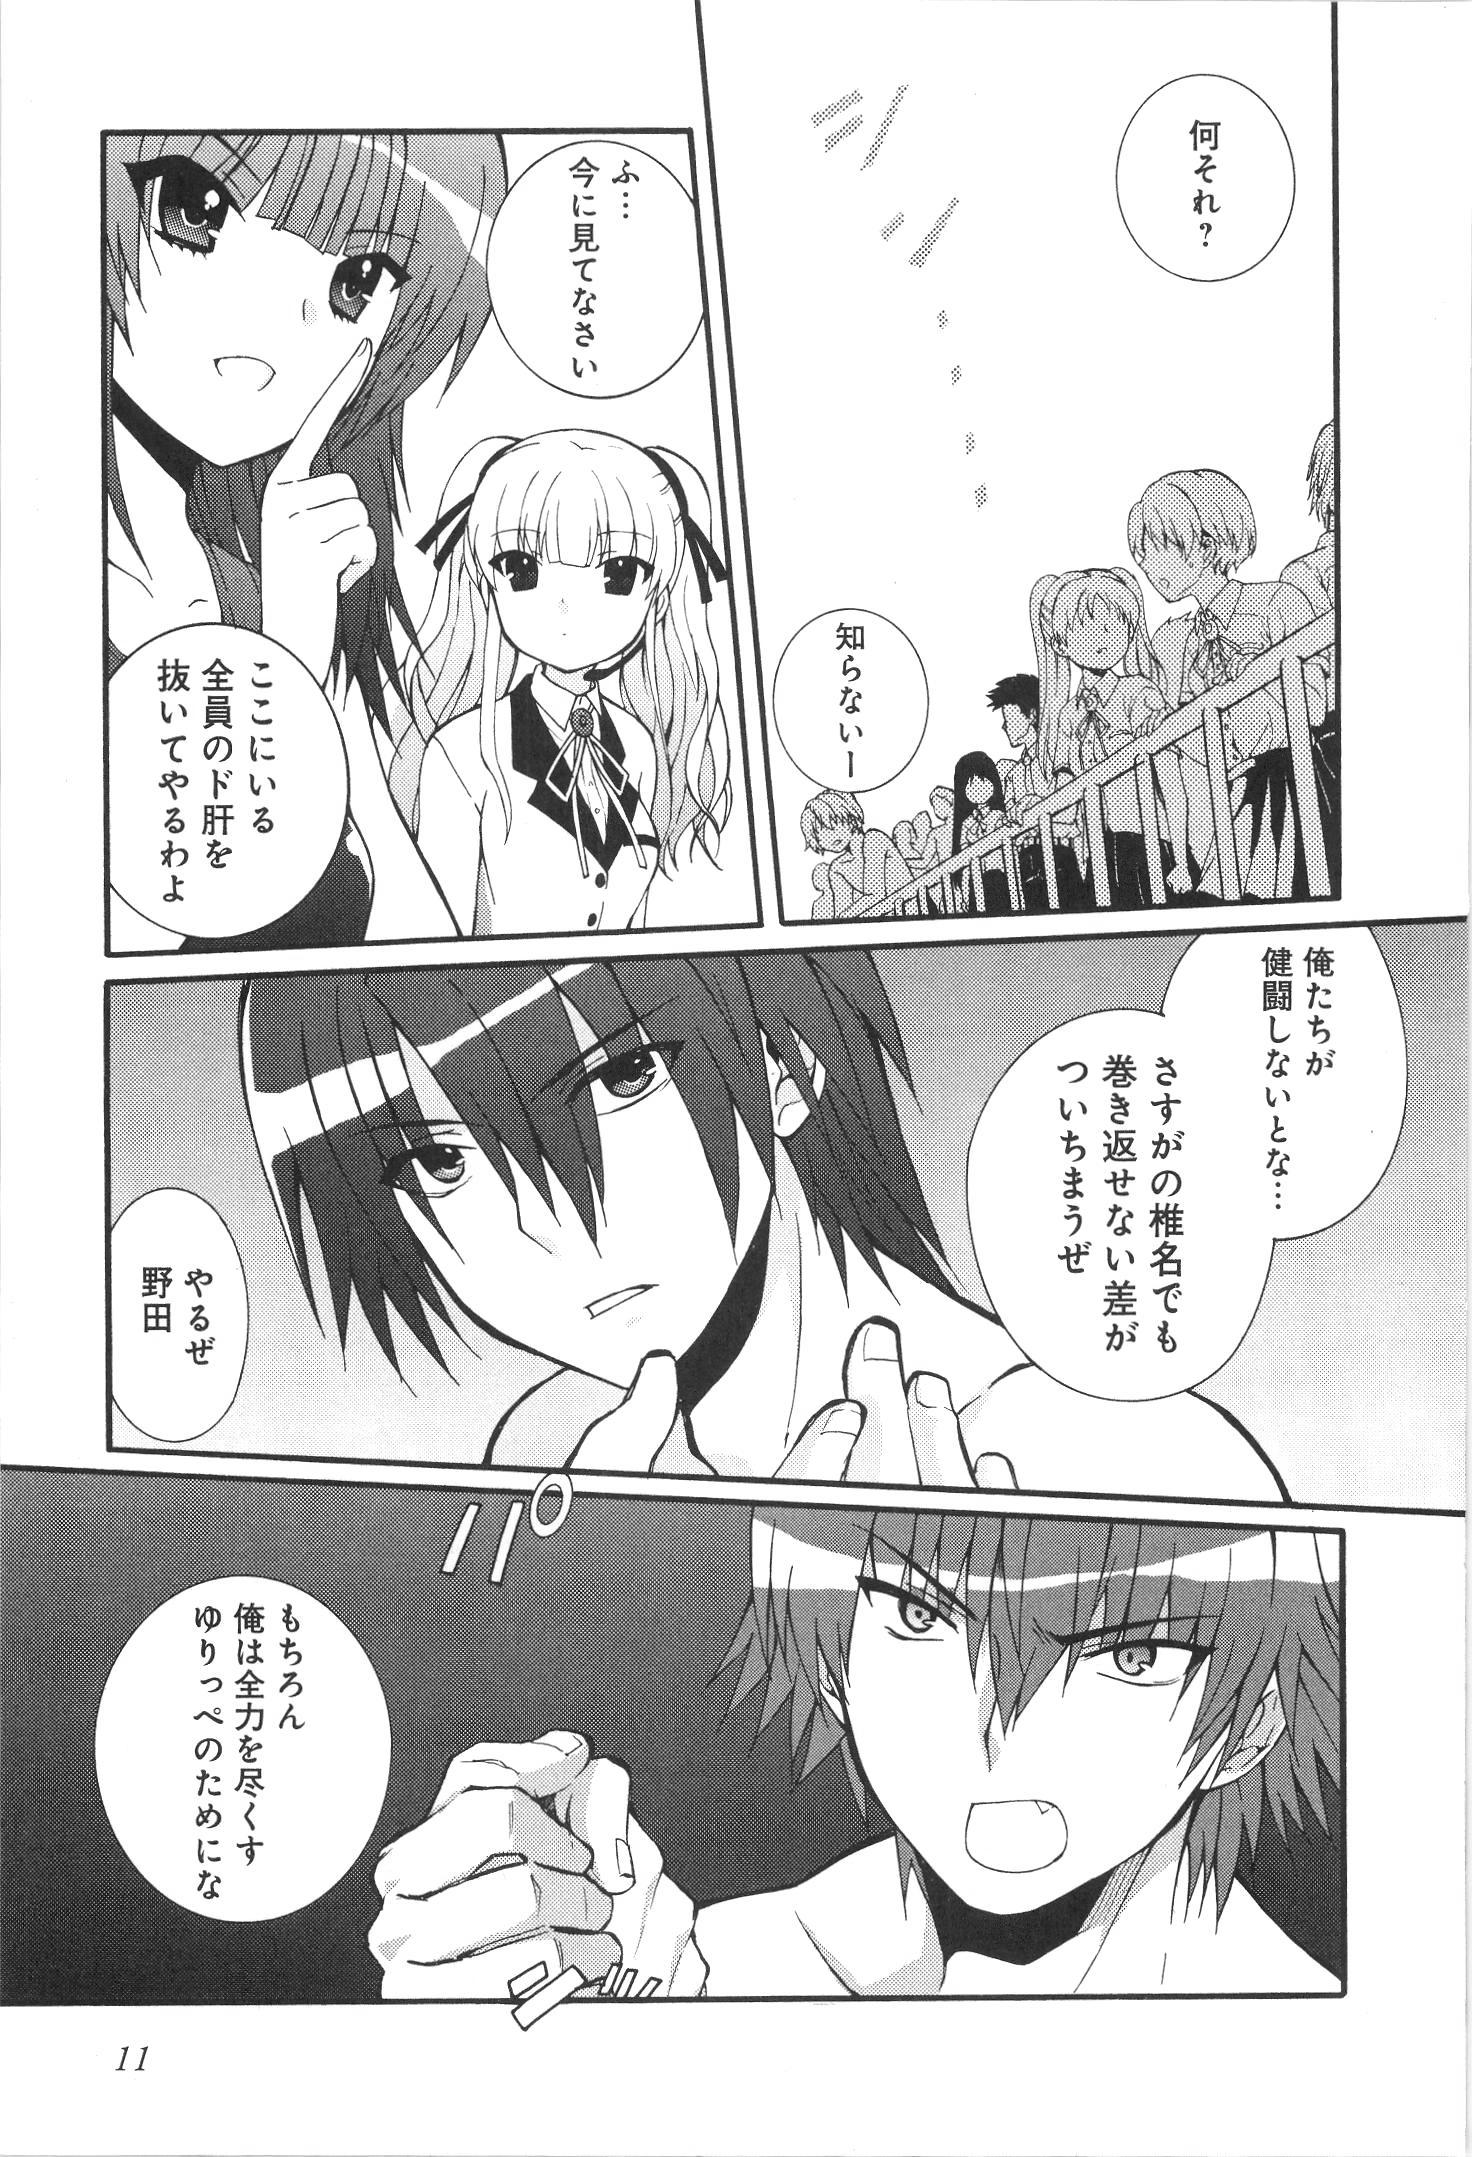 何それ?
シーン
知らないー
ふ…
今に見てなさい
ここにいる
全員のド肝を
抜いてやるわよ
俺たちが
健闘しないとな…
さすがの椎名でも
巻き返せない差が
ついちまうぜ
やるぜ
野田
もちろん
俺は全力を尽くす
ゆりっぺのためにな
11